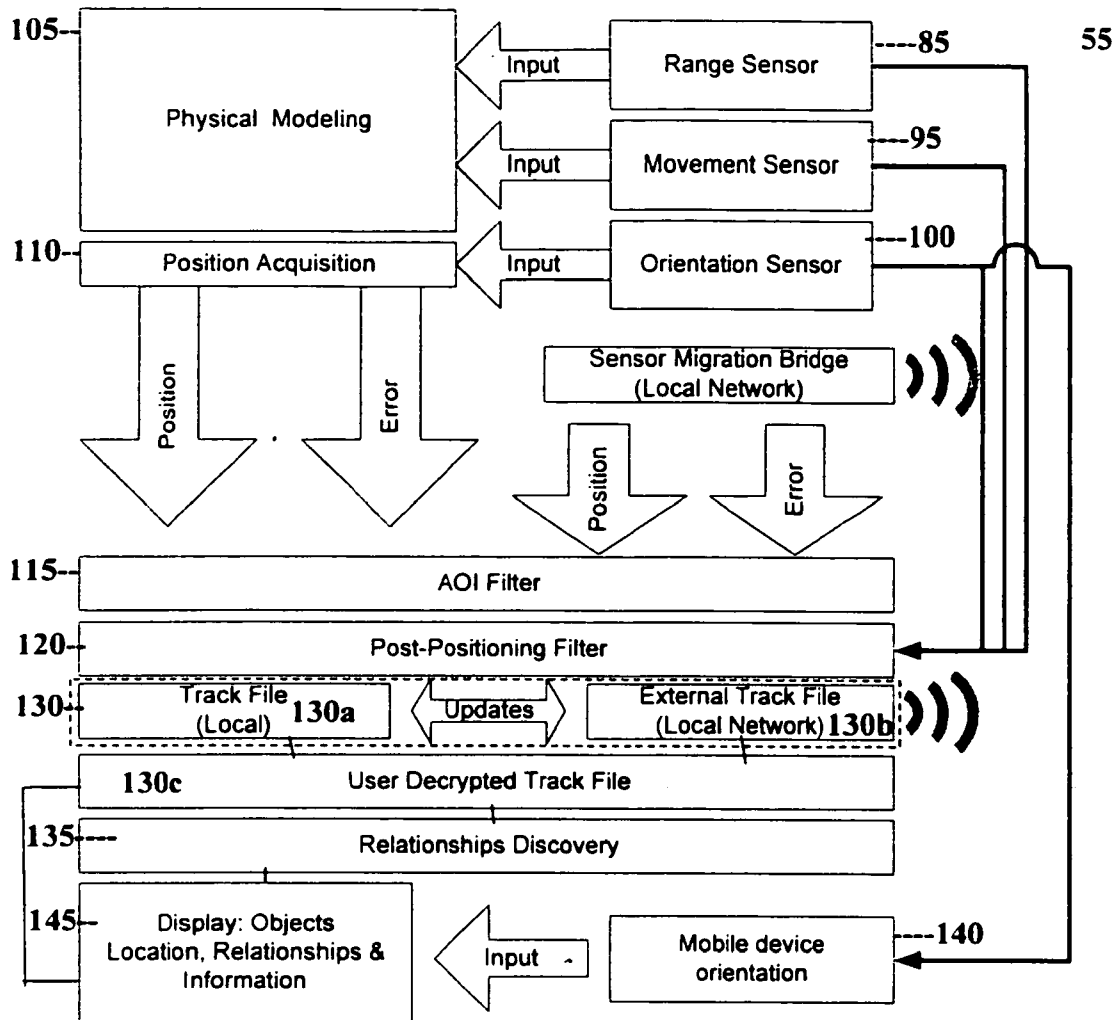 105
85
55
Input
Range Sensor
Physical Modeling
95
Input
Movement Sensor
110
100
Position Acquisition
Input
Orientation Sensor
Sensor Migration Bridge
(Local Network)
Position
Error
Position
Error
115
AOI Filter
120
Post-Positioning Filter
130
Track File
(Local)
130a
Updates
External Track File
(Local Network)
130b
130c
User Decrypted Track File
135
Relationships Discovery
145
Display: Objects
Location, Relationships &
Information
Input
Mobile device
orientation
140